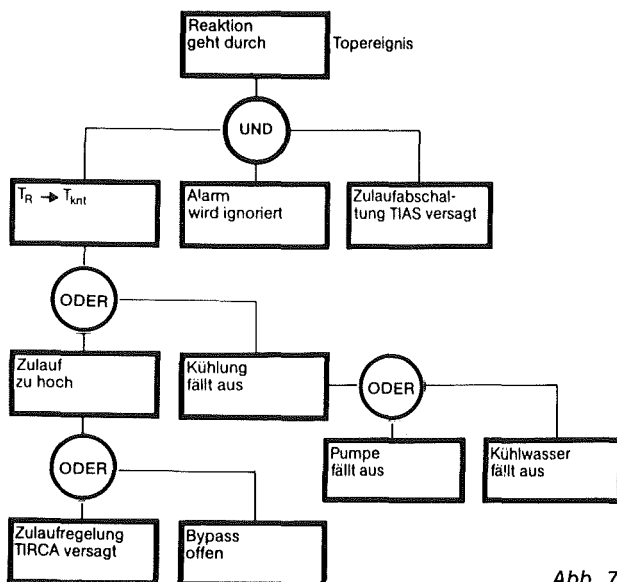 Reaktion
geht durch
Topereignis
UND
T_R → T_knt
Alarm
wird ignoriert
Zulaufabschal-
tung TIAS versagt
ODER
Zulauf
zu hoch
Kühlung
fällt aus
ODER
ODER
Pumpe
fällt aus
Kühlwasser
fällt aus
Zulaufregelung
TIRCA versagt
Bypass
offen
Abb. 7